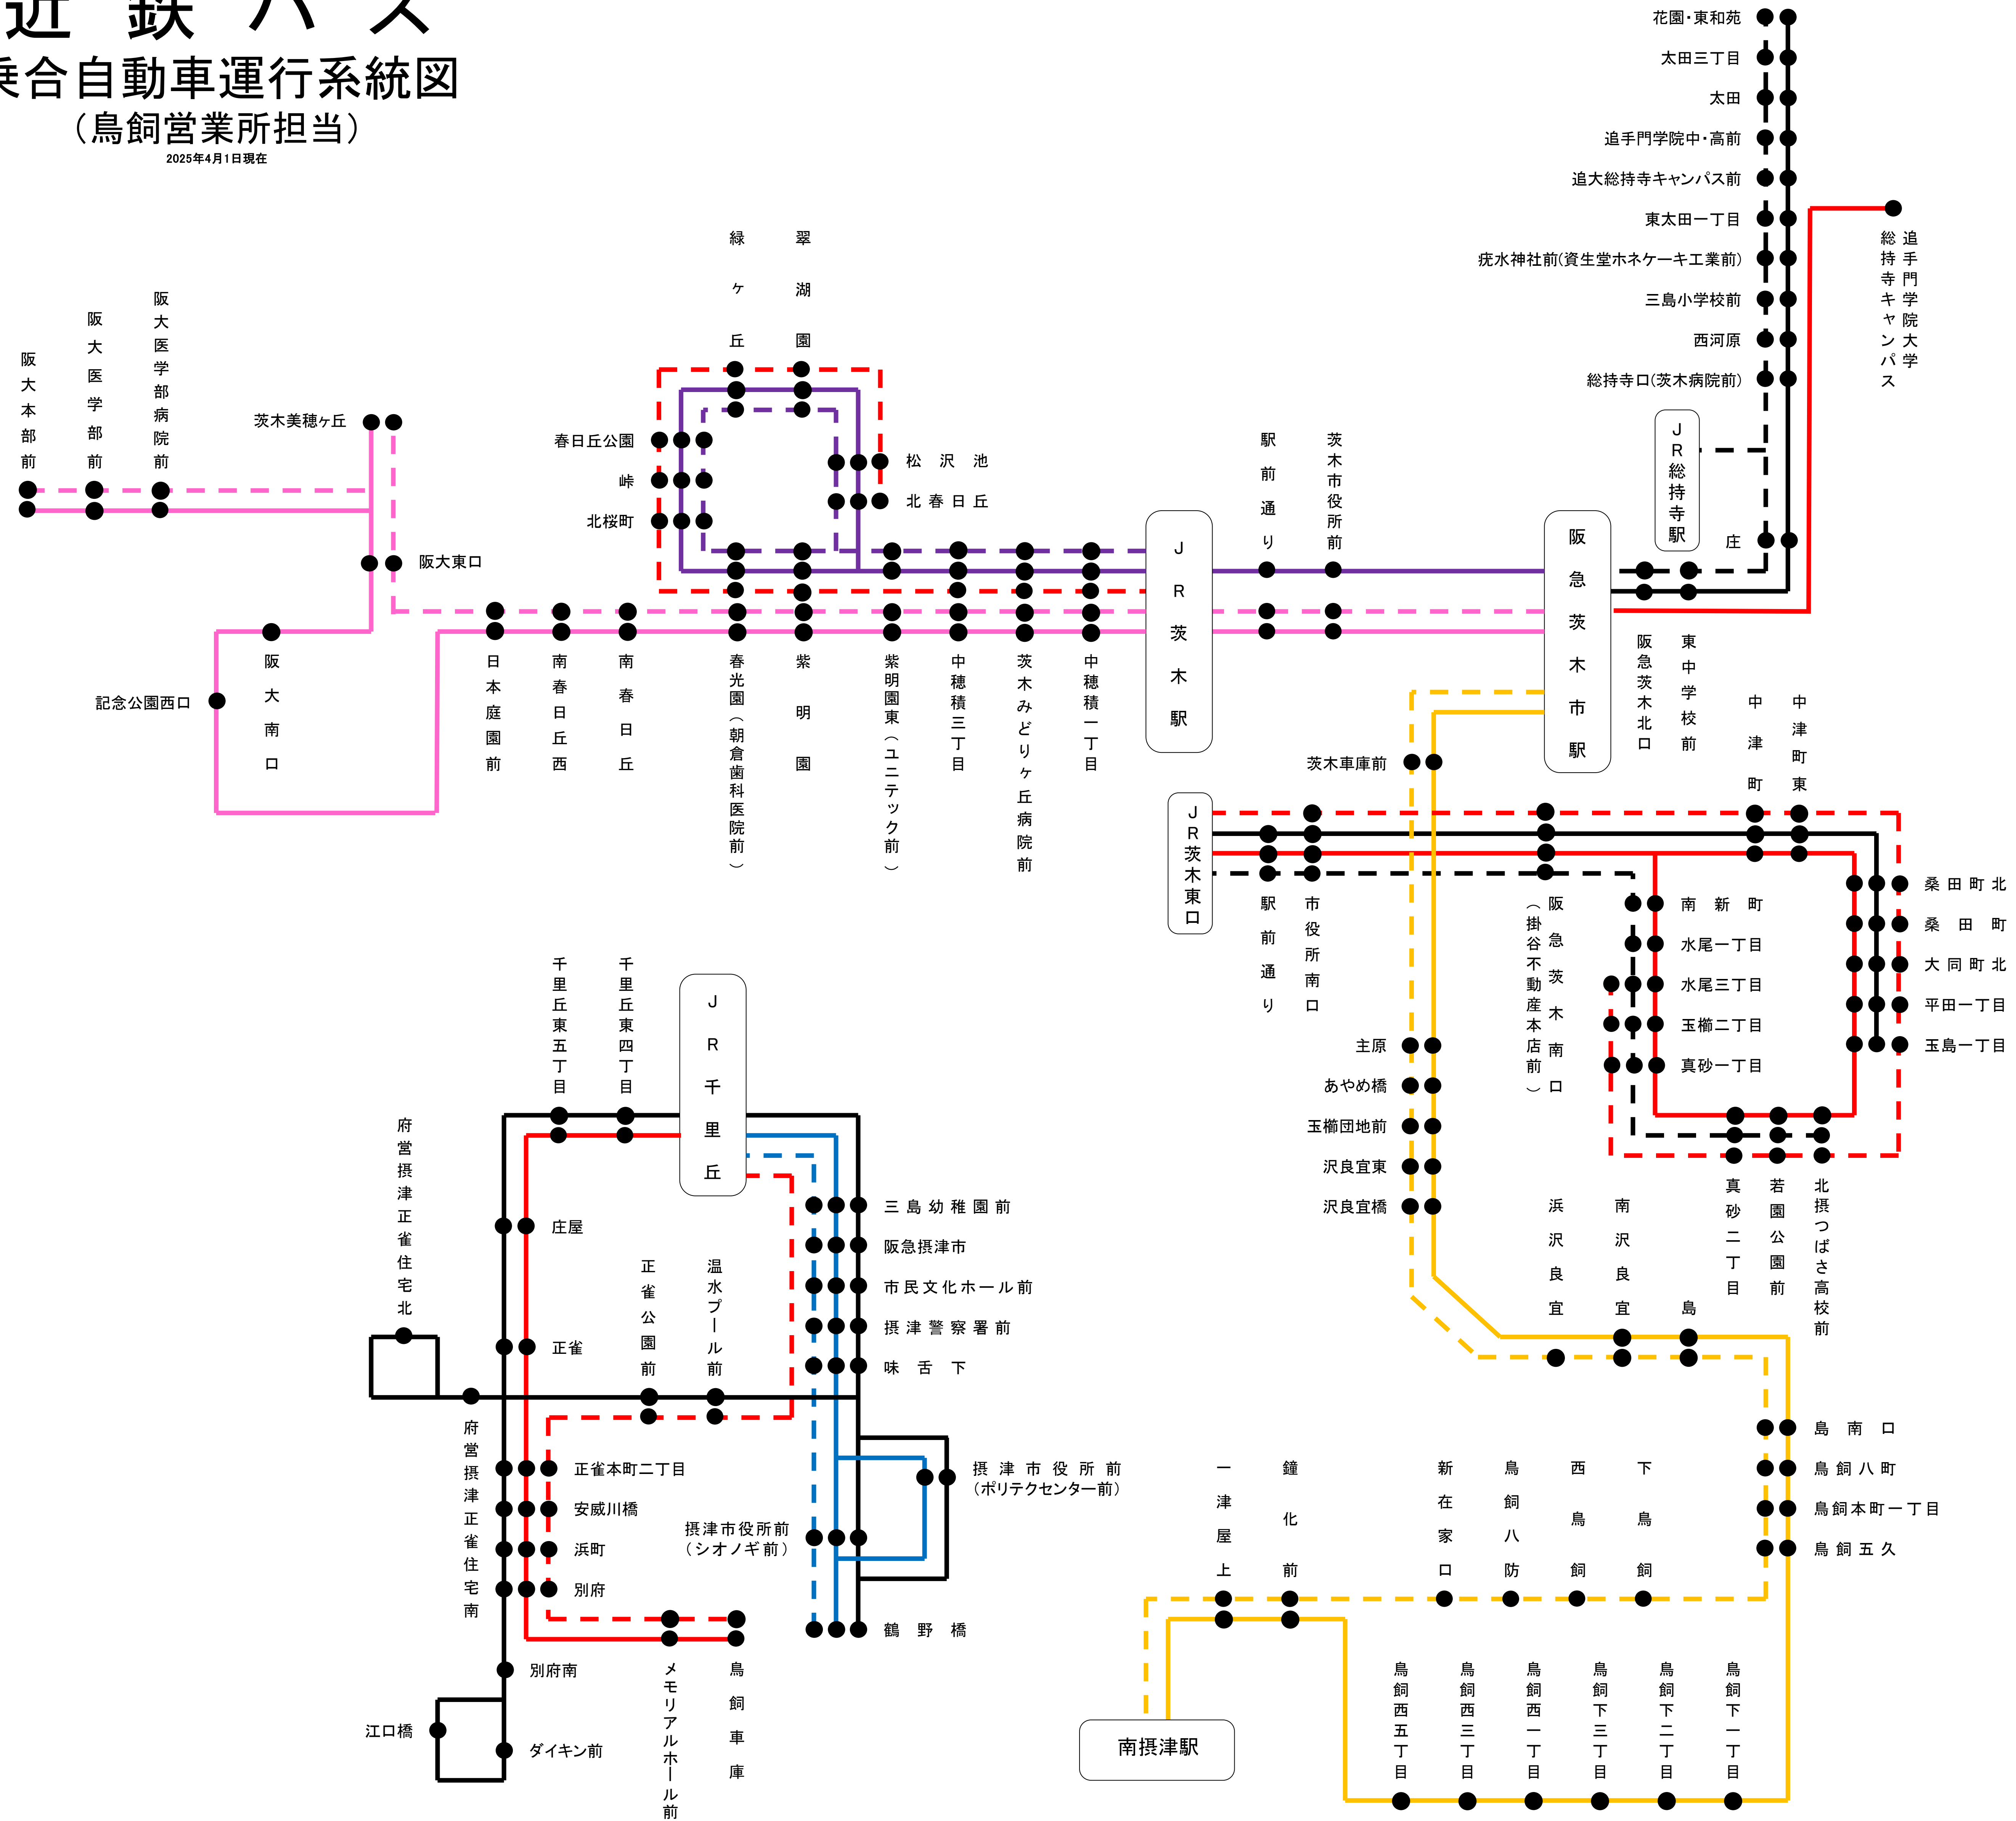 近鉄バス
乗合自動車運行系統図
（鳥飼営業所担当）
2025年4月1日現在
花園・東和苑
太田三丁目
太田
追手門学院中・高前
追大総持寺キャンパス前
東太田一丁目
疣水神社前(資生堂ホネケーキ工業前)
三島小学校前
西河原
総持寺口(茨木病院前)
ＪＲ総持寺駅
庄
追手門学院大学
総持寺キャンパス
緑ヶ丘
翠湖園
阪大本部前
阪大医学部前
阪大医学部病院前
茨木美穂ヶ丘
阪大東口
春日丘公園
峠
北桜町
松沢池
北春日丘
駅前通り
茨木市役所前
ＪＲ茨木駅
阪急茨木市駅
記念公園西口
阪大南口
日本庭園前
南春日丘西
南春日丘
春光園（朝倉歯科医院前）
紫明園
紫明園東（ユニテック前）
中穂積三丁目
茨木みどりヶ丘病院前
中穂積一丁目
阪急茨木北口
東中学校前
中津町
中津町東
茨木車庫前
ＪＲ茨木東口
駅前通り
市役所南口
阪急茨木南口
（掛谷不動産本店前）
南新町
水尾一丁目
水尾三丁目
玉櫛二丁目
真砂一丁目
桑田町北
桑田町
大同町北
平田一丁目
玉島一丁目
真砂二丁目
若園公園前
北摂つばさ高校前
主原
あやめ橋
玉櫛団地前
沢良宜東
沢良宜橋
浜沢良宜
南沢良宜
島
島南口
鳥飼八町
鳥飼本町一丁目
鳥飼五久
一津屋上
鐘化前
新在家口
鳥飼八防
西鳥飼
下鳥飼
南摂津駅
鳥飼西五丁目
鳥飼西三丁目
鳥飼西一丁目
鳥飼下三丁目
鳥飼下二丁目
鳥飼下一丁目
千里丘東五丁目
千里丘東四丁目
ＪＲ千里丘
府営摂津正雀住宅北
庄屋
正雀
正雀公園前
温水プール前
三島幼稚園前
阪急摂津市
市民文化ホール前
摂津警察署前
味舌下
府営摂津正雀住宅南
正雀本町二丁目
安威川橋
浜町
別府
摂津市役所前
（ポリテクセンター前）
摂津市役所前
（シオノギ前）
鶴野橋
別府南
江口橋
ダイキン前
メモリアルホール前
鳥飼車庫